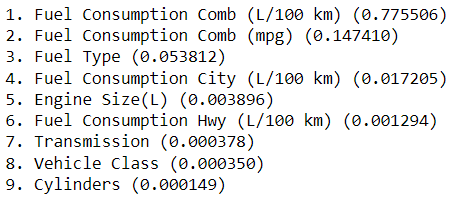 1. Fuel Consumption Comb (L/100 km) (0.775506)
2. Fuel Consumption Comb (mpg) (0.147410)
3. Fuel Type (0.053812)
4. Fuel Consumption City (L/100 km) (0.017205)
5. Engine Size(L) (0.003896)
6. Fuel Consumption Hwy (L/100 km) (0.001294)
7. Transmission (0.000378)
8. Vehicle Class (0.000350)
9. Cylinders (0.000149)